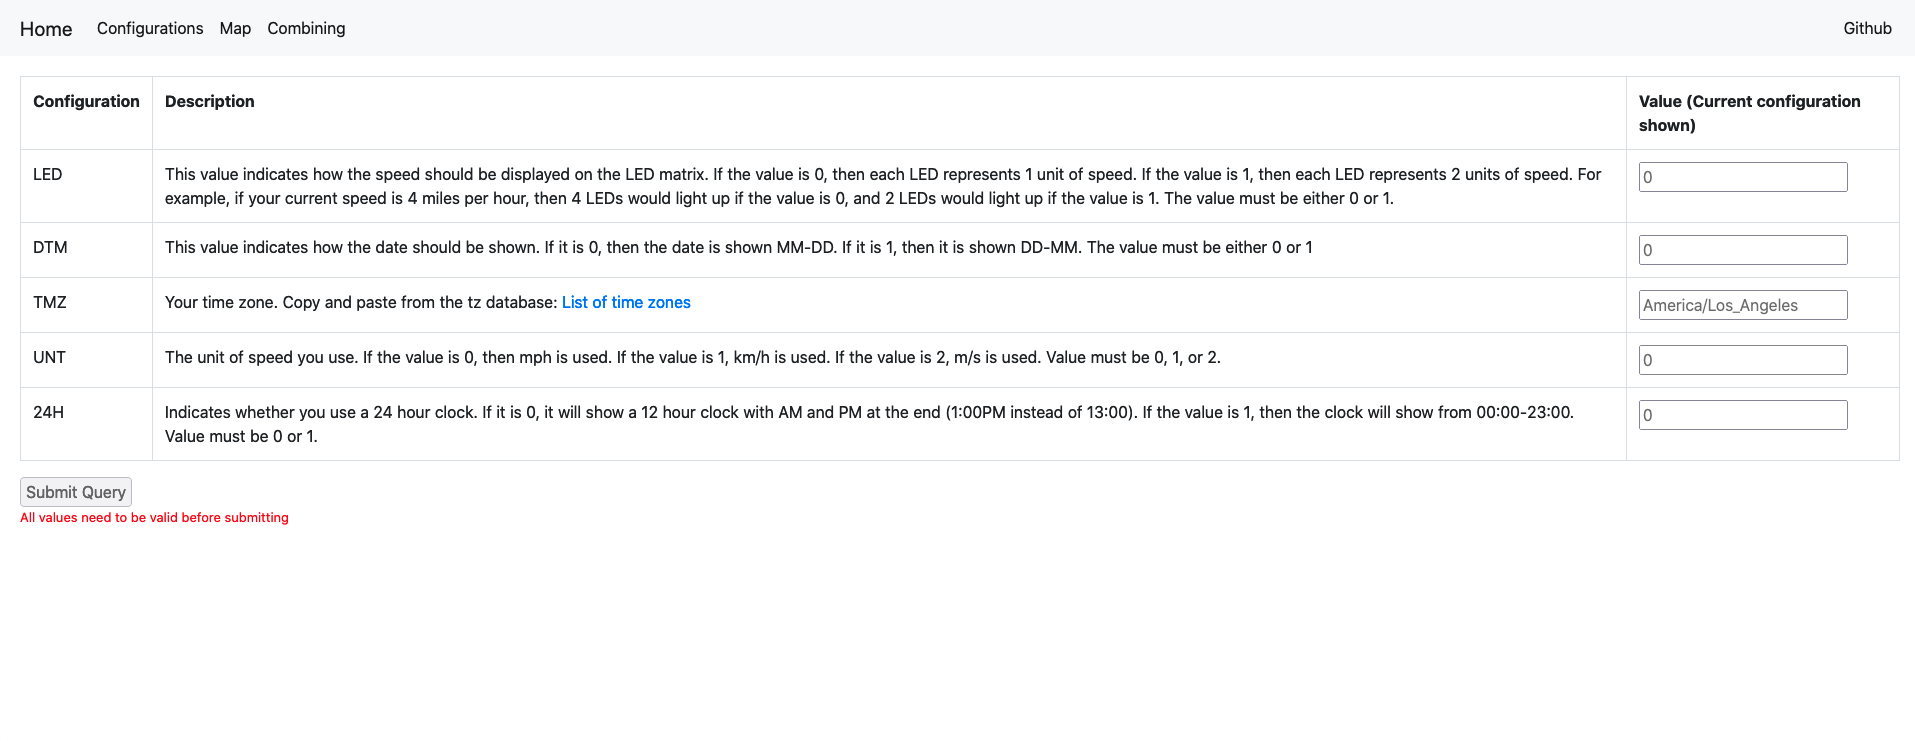 Home Configurations Map Combining Github
Configuration Description Value (Current configuration
shown)
LED This value indicates how the speed should be displayed on the LED matrix. If the value is 0, then each LED represents 1 unit of speed. If the value is 1, then each LED represents 2 units of speed. For 0
example, if your current speed is 4 miles per hour, then 4 LEDs would light up if the value is 0, and 2 LEDs would light up if the value is 1. The value must be either 0 or 1.
DTM This value indicates how the date should be shown. If it is 0, then the date is shown MM-DD. If it is 1, then it is shown DD-MM. The value must be either 0 or 1 0
TMZ Your time zone. Copy and paste from the tz database: List of time zones America/Los_Angeles
UNT The unit of speed you use. If the value is 0, then mph is used. If the value is 1, km/h is used. If the value is 2, m/s is used. Value must be 0, 1, or 2. 0
24H Indicates whether you use a 24 hour clock. If it is 0, it will show a 12 hour clock with AM and PM at the end (1:00PM instead of 13:00). If the value is 1, then the clock will show from 00:00-23:00. 0
Value must be 0 or 1.
Submit Query
All values need to be valid before submitting